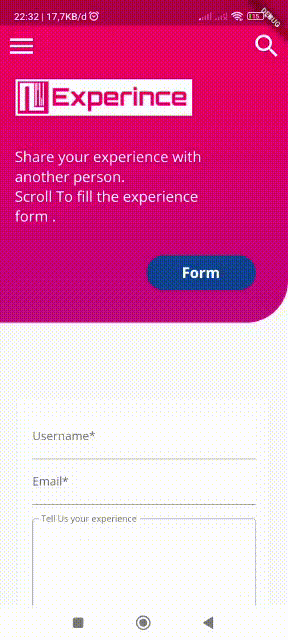 22:32 | 17,7KB/d
15
DEBUG
Experince
Share your experience with
another person.
Scroll To fill the experience
form .
Form
Username*
Email*
Tell Us your experience